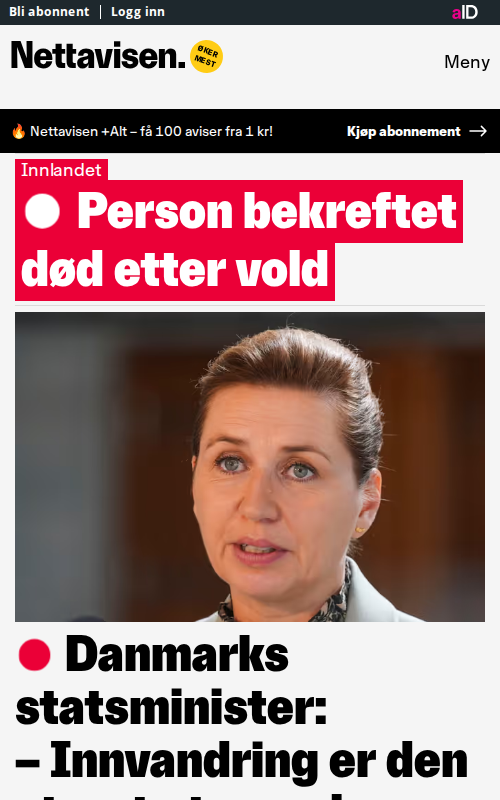 Bli abonnent | Logg inn aID
Nettavisen. ØKER MEST
Meny
Nettavisen +Alt – få 100 aviser fra 1 kr! Kjøp abonnement →
Innlandet
Person bekreftet
død etter vold
Danmarks
statsminister:
– Innvandring er den